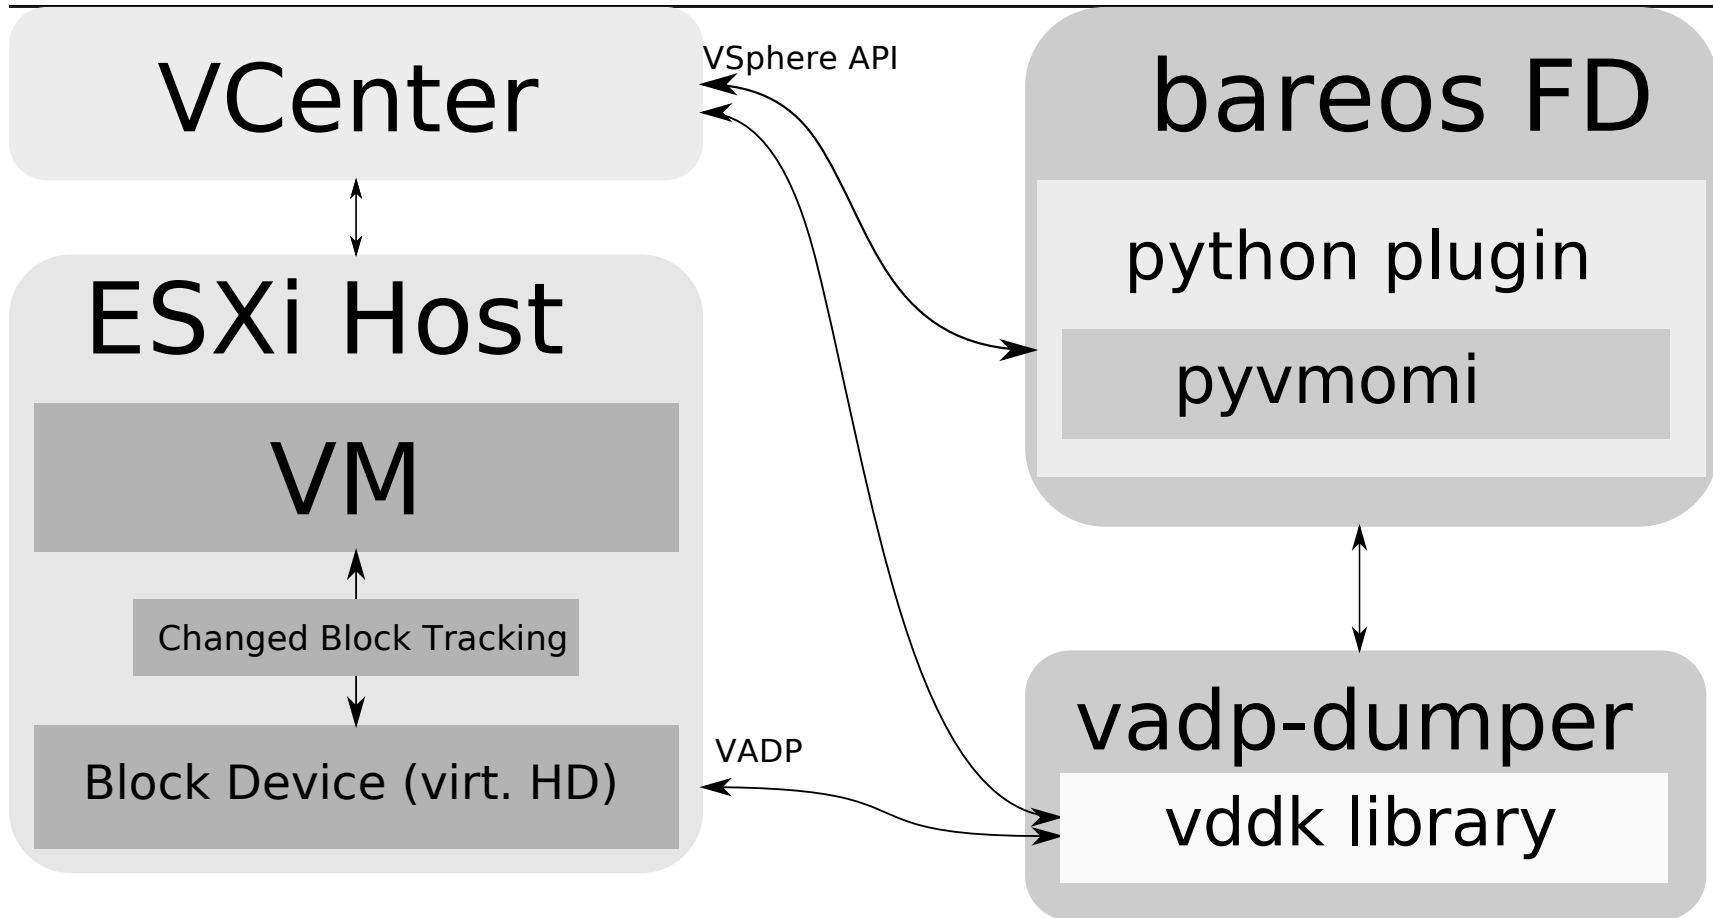 VCenter
VSphere API
bareos FD
python plugin
pyvmomi
ESXi Host
VM
Changed Block Tracking
Block Device (virt. HD)
VADP
vadp-dumper
vddk library